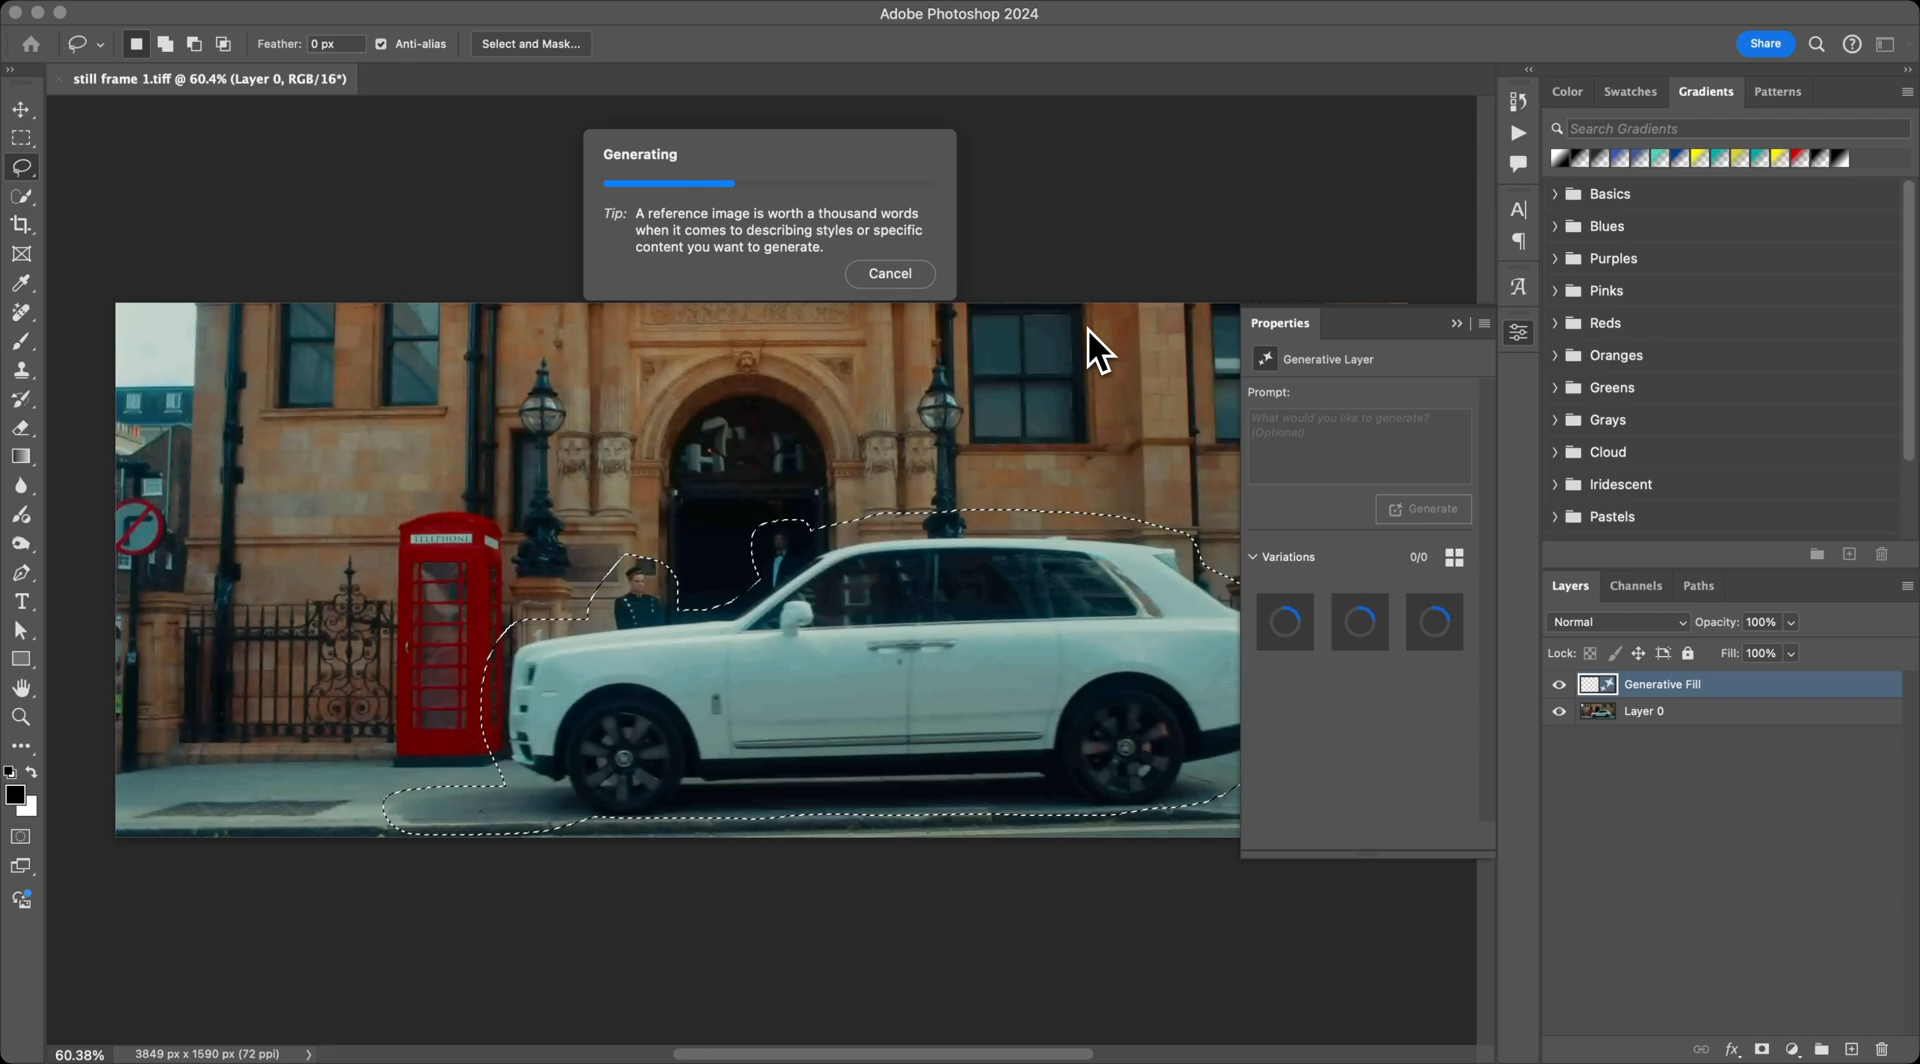 Adobe Photoshop 2024
Feather: 0 px Anti-alias Select and Mask... Share
still frame 1.tiff @ 60.4% (Layer 0, RGB/16*)
Color Swatches Gradients Patterns
Search Gradients
Generating
Tip: A reference image is worth a thousand words
when it comes to describing styles or specific
content you want to generate.
Cancel
TELEPHONE
Properties
Generative Layer
Prompt:
What would you like to generate?
(Optional)
Generate
Variations 0/0
Basics
Blues
Purples
Pinks
Reds
Oranges
Greens
Grays
Cloud
Iridescent
Pastels
Layers Channels Paths
Normal Opacity: 100%
Lock: Fill: 100%
Generative Fill
Layer 0
60.38% 3849 px x 1590 px (72 ppi)